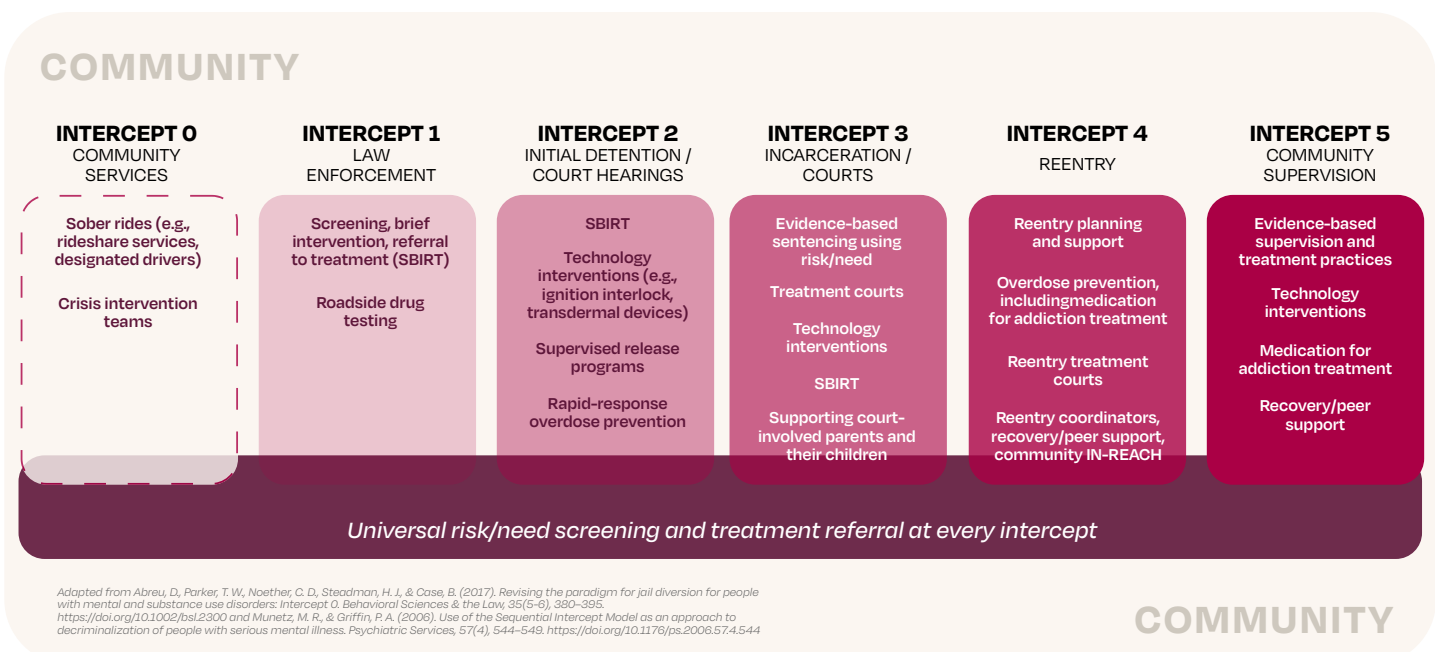 COMMUNITY
INTERCEPT 0
COMMUNITY
SERVICES
Sober rides (e.g.,
rideshare services,
designated drivers)
Crisis intervention
teams
INTERCEPT 1
LAW
ENFORCEMENT
Screening, brief
intervention, referral
to treatment (SBIRT)
Roadside drug
testing
INTERCEPT 2
INITIAL DETENTION /
COURT HEARINGS
SBIRT
Technology
interventions (e.g.,
ignition interlock,
transdermal devices)
Supervised release
programs
Rapid-response
overdose prevention
INTERCEPT 3
INCARCERATION /
COURTS
Evidence-based
sentencing using
risk/need
Treatment courts
Technology
interventions
SBIRT
Supporting court-
involved parents and
their children
INTERCEPT 4
REENTRY
Reentry planning
and support
Overdose prevention,
includingmedication
for addiction treatment
Reentry treatment
courts
Reentry coordinators,
recovery/peer support,
community IN-REACH
INTERCEPT 5
COMMUNITY
SUPERVISION
Evidence-based
supervision and
treatment practices
Technology
interventions
Medication for
addiction treatment
Recovery/peer
support
Universal risk/need screening and treatment referral at every intercept
Adapted from Abreu, D., Parker, T. W., Noether, C. D., Steadman, H. J., & Case, B. (2017). Revising the paradigm for jail diversion for people
with mental and substance use disorders: Intercept 0. Behavioral Sciences & the Law, 35(5-6), 380–395.
https://doi.org/10.1002/bsl.2300 and Munetz, M. R., & Griffin, P. A. (2006). Use of the Sequential Intercept Model as an approach to
decriminalization of people with serious mental illness. Psychiatric Services, 57(4), 544–549. https://doi.org/10.1176/ps.2006.57.4.544
COMMUNITY